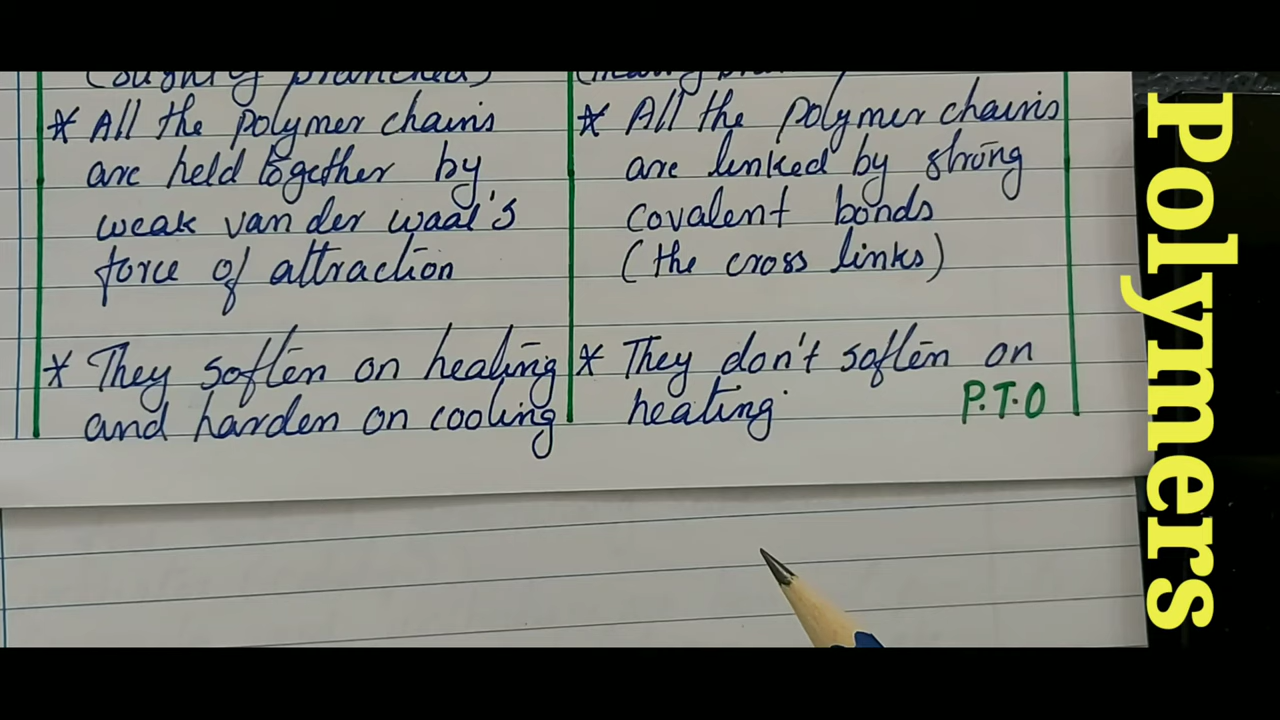 (slightly branched)
* All the polymer chains
are held together by
weak van der waal's
force of attraction
* They soften on heating
and harden on cooling
* All the polymer chains
are linked by strong
covalent bonds
(the cross links)
* They don't soften on
heating.
P.T.O
Polymers